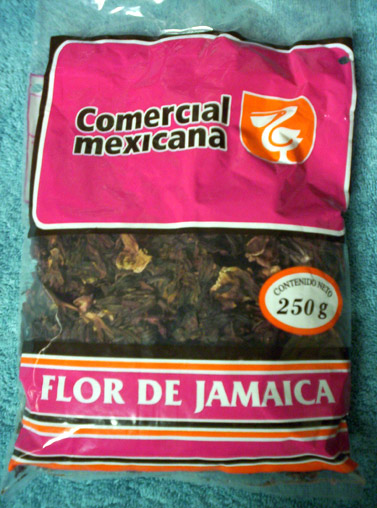 Comercial
mexicana
CONTENIDO NETO
250 g
FLOR DE JAMAICA